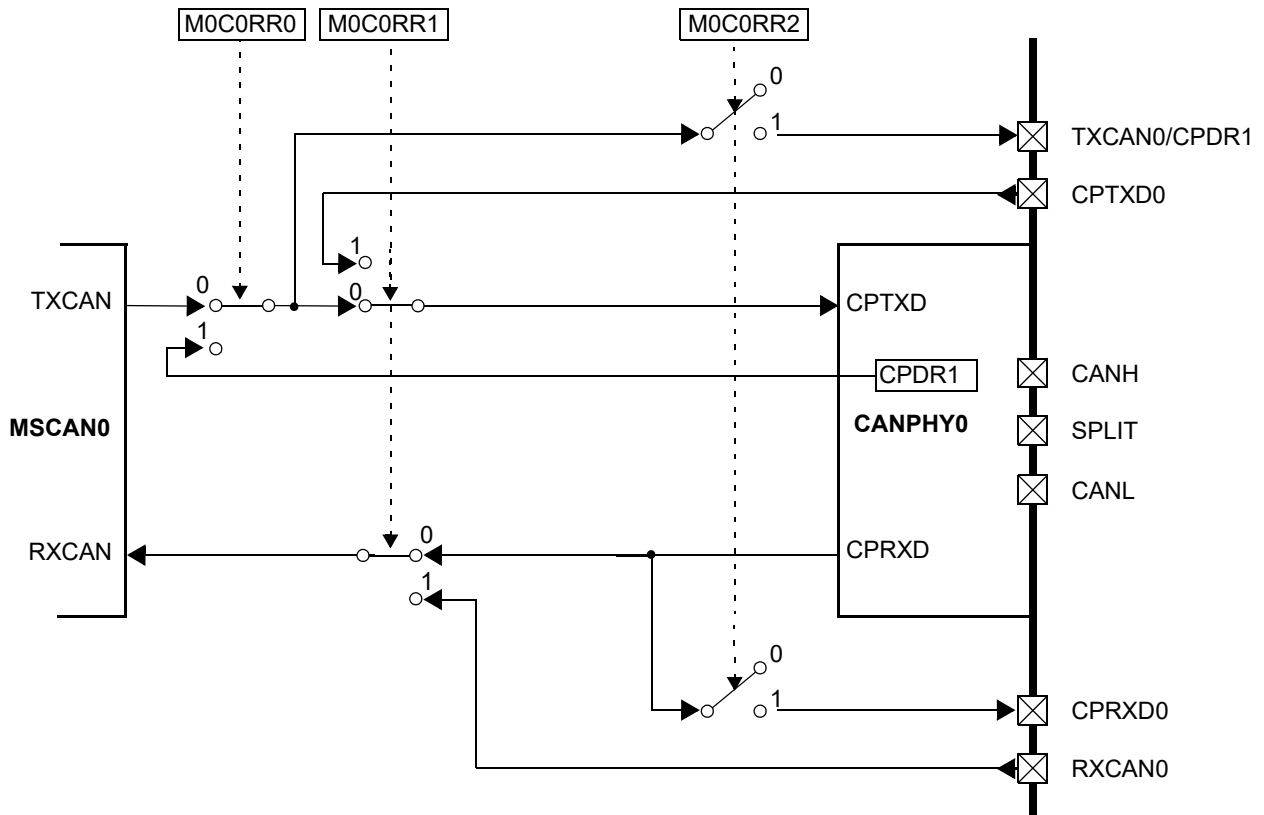 M0C0RR0
M0C0RR1
M0C0RR2
0
1
TXCAN0/CPDR1
CPTXD0
1
TXCAN
0
0
CPTXD
1
CPDR1
CANH
MSCAN0
CANPHY0
SPLIT
CANL
RXCAN
0
CPRXD
1
0
1
CPRXD0
RXCAN0